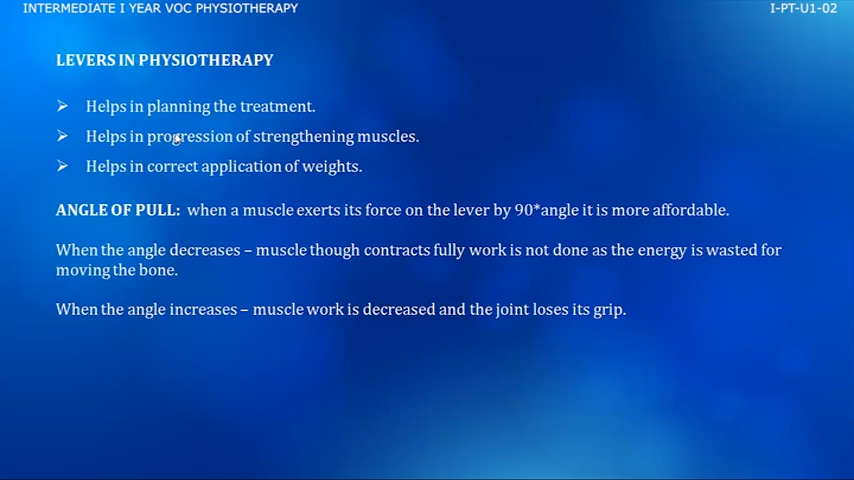 INTERMEDIATE I YEAR VOC PHYSIOTHERAPY
I-PT-U1-02
LEVERS IN PHYSIOTHERAPY
➢ Helps in planning the treatment.
➢ Helps in progression of strengthening muscles.
➢ Helps in correct application of weights.
ANGLE OF PULL: when a muscle exerts its force on the lever by 90*angle it is more affordable.
When the angle decreases – muscle though contracts fully work is not done as the energy is wasted for
moving the bone.
When the angle increases – muscle work is decreased and the joint loses its grip.